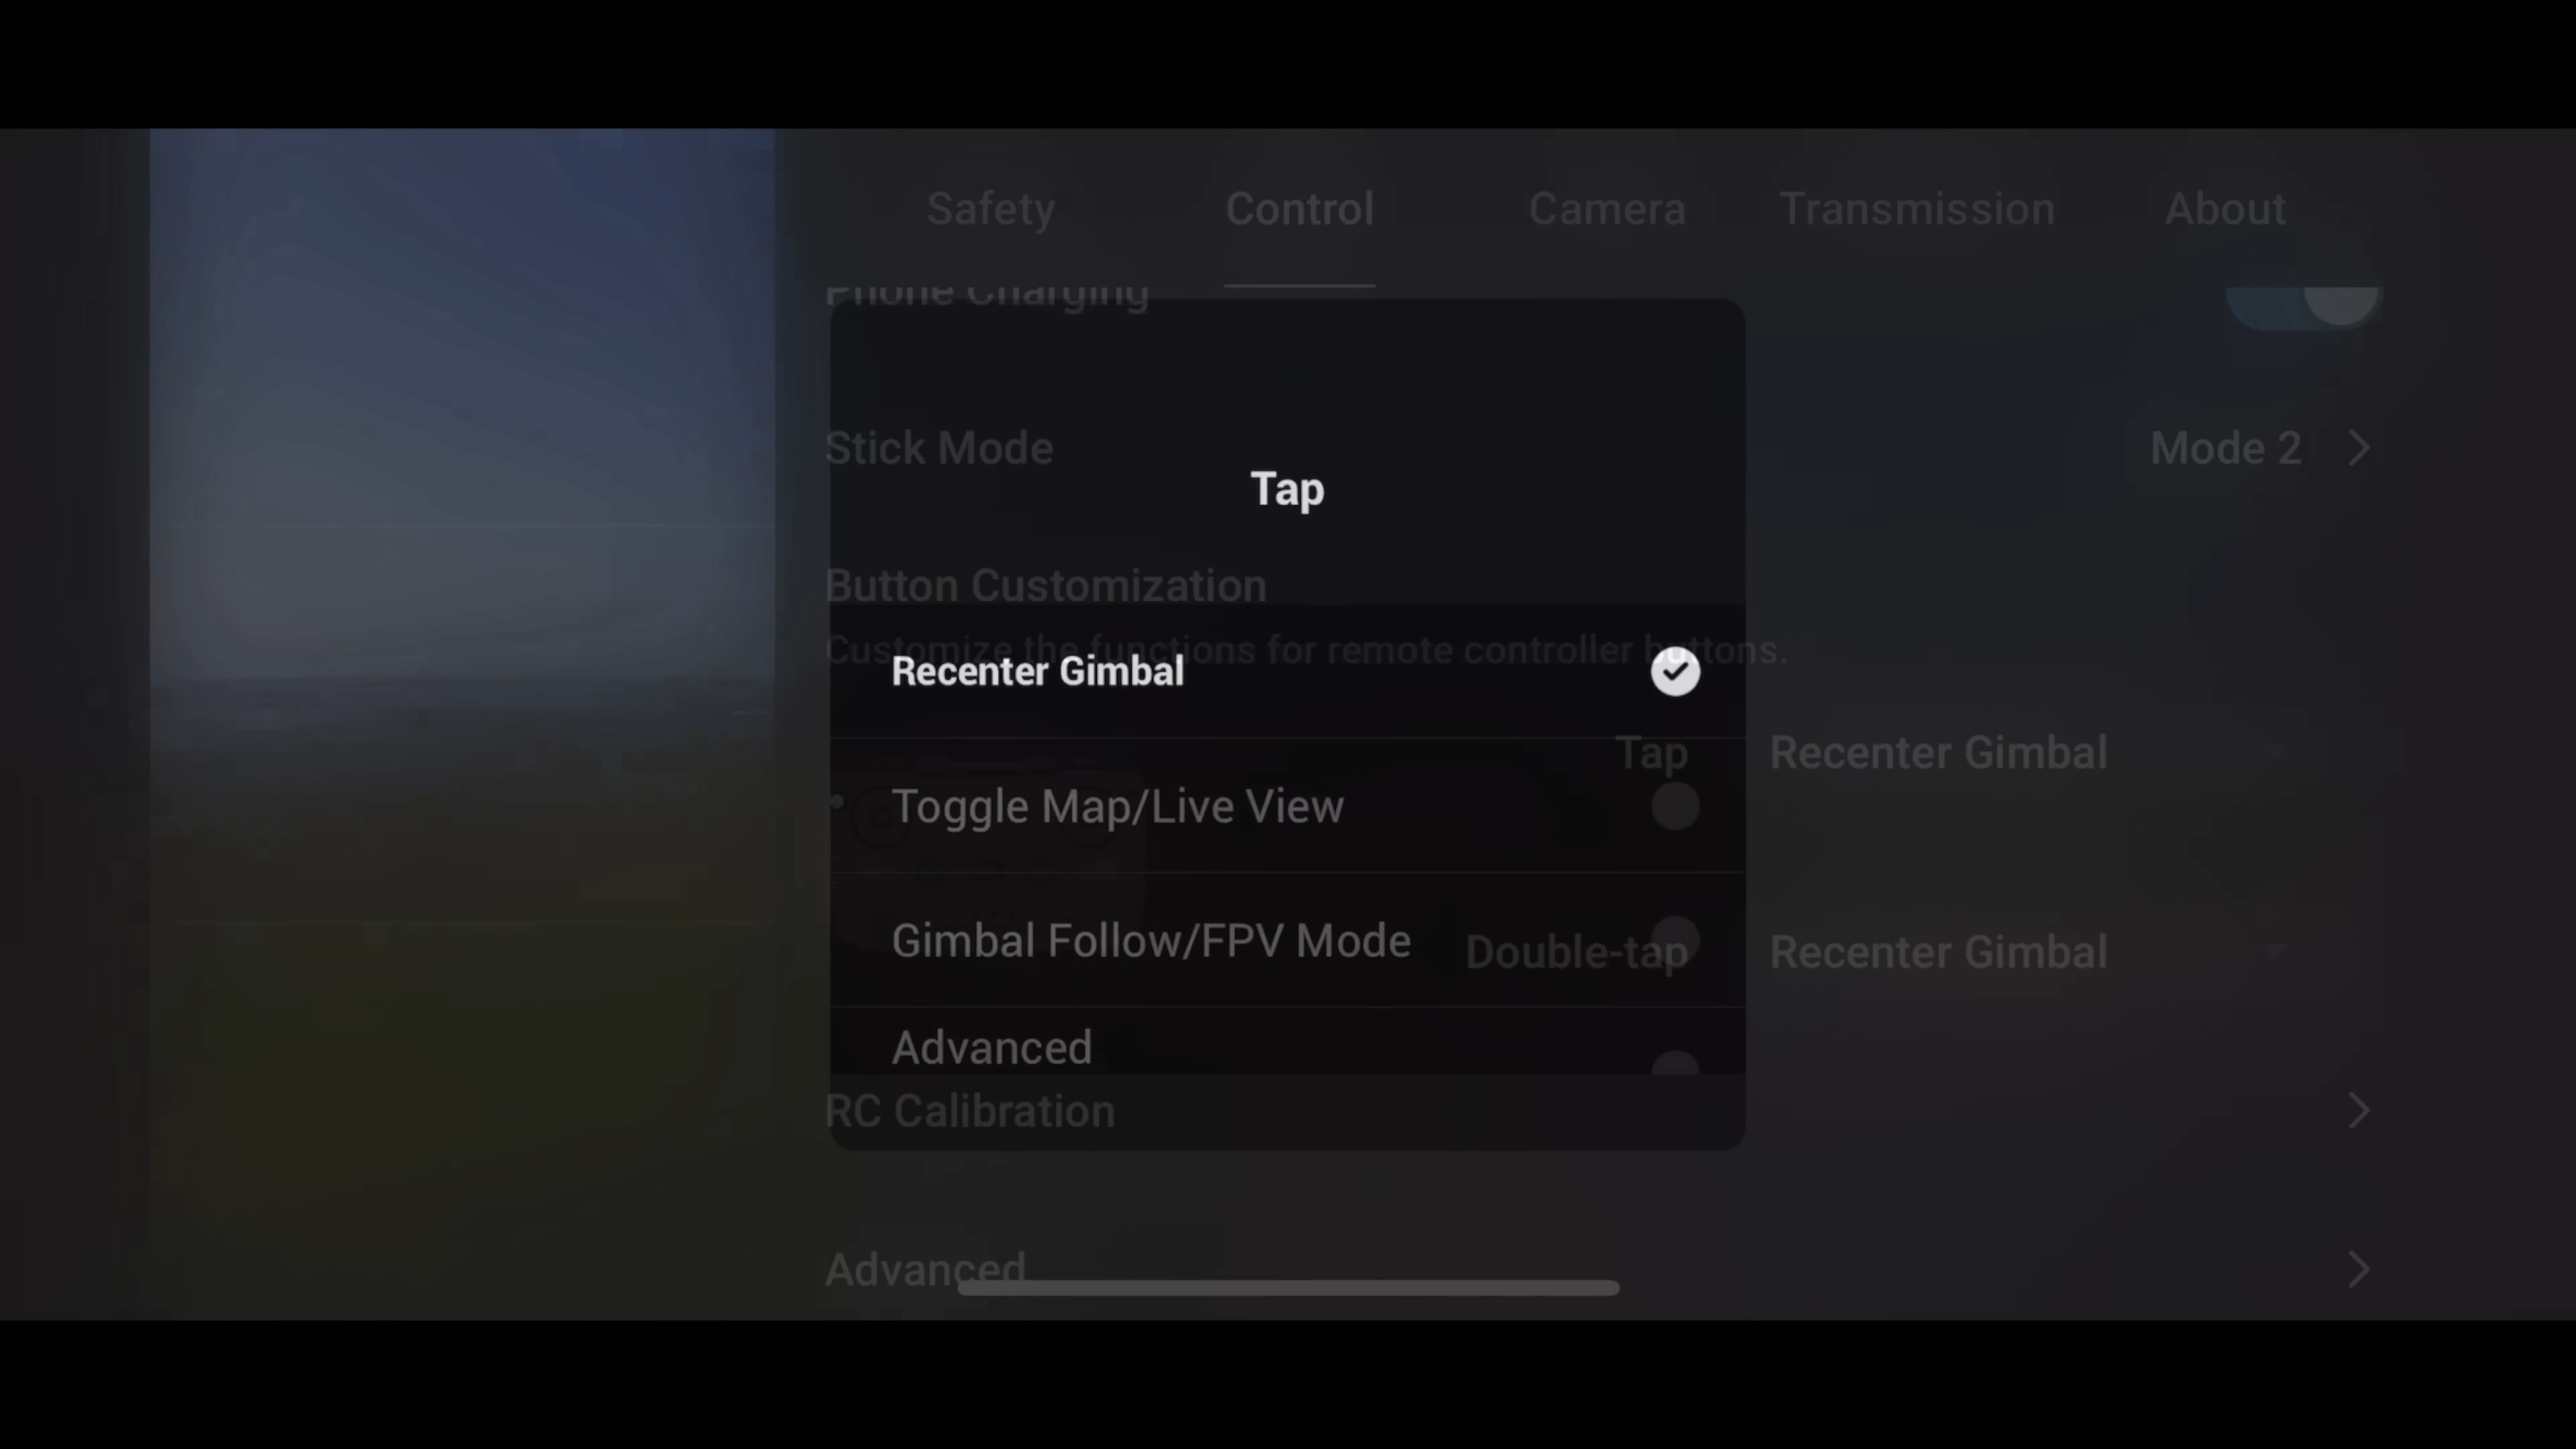 Safety Control Camera Transmission About
Phone Charging
Stick Mode Mode 2
Tap
Button Customization
Customize the functions for remote controller buttons.
Recenter Gimbal
Tap Recenter Gimbal
Toggle Map/Live View
Gimbal Follow/FPV Mode
Double-tap Recenter Gimbal
Advanced
RC Calibration
Advanced